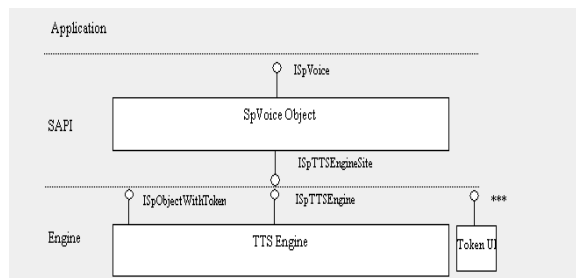 Application
ISpVoice
SpVoice Object
SAPI
ISpTTSEngineSite
ISpObjectWithToken
ISpTTSEngine
***
Engine
TTS Engine
Token UI